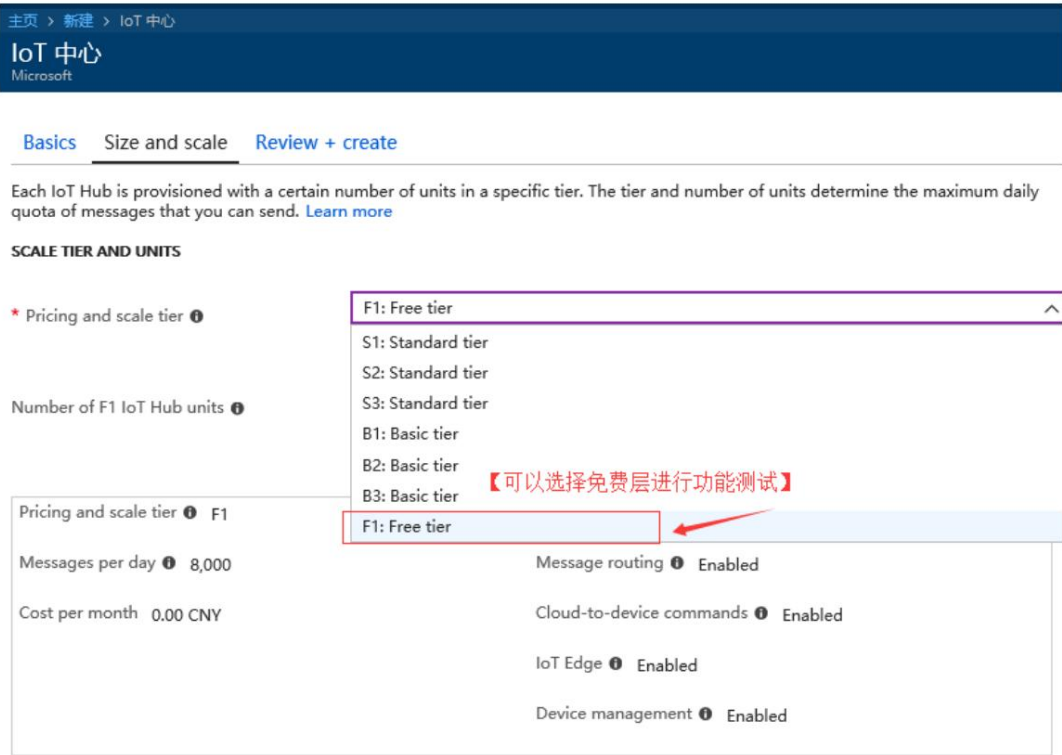 主页 > 新建 > IoT 中心
IoT 中心
Microsoft
Basics Size and scale Review + create
Each IoT Hub is provisioned with a certain number of units in a specific tier. The tier and number of units determine the maximum daily
quota of messages that you can send. Learn more
SCALE TIER AND UNITS
* Pricing and scale tier
F1: Free tier
S1: Standard tier
S2: Standard tier
S3: Standard tier
Number of F1 IoT Hub units
B1: Basic tier
B2: Basic tier
【可以选择免费层进行功能测试】
B3: Basic tier
F1: Free tier
Pricing and scale tier F1
Messages per day 8,000
Message routing Enabled
Cost per month 0.00 CNY
Cloud-to-device commands Enabled
IoT Edge Enabled
Device management Enabled